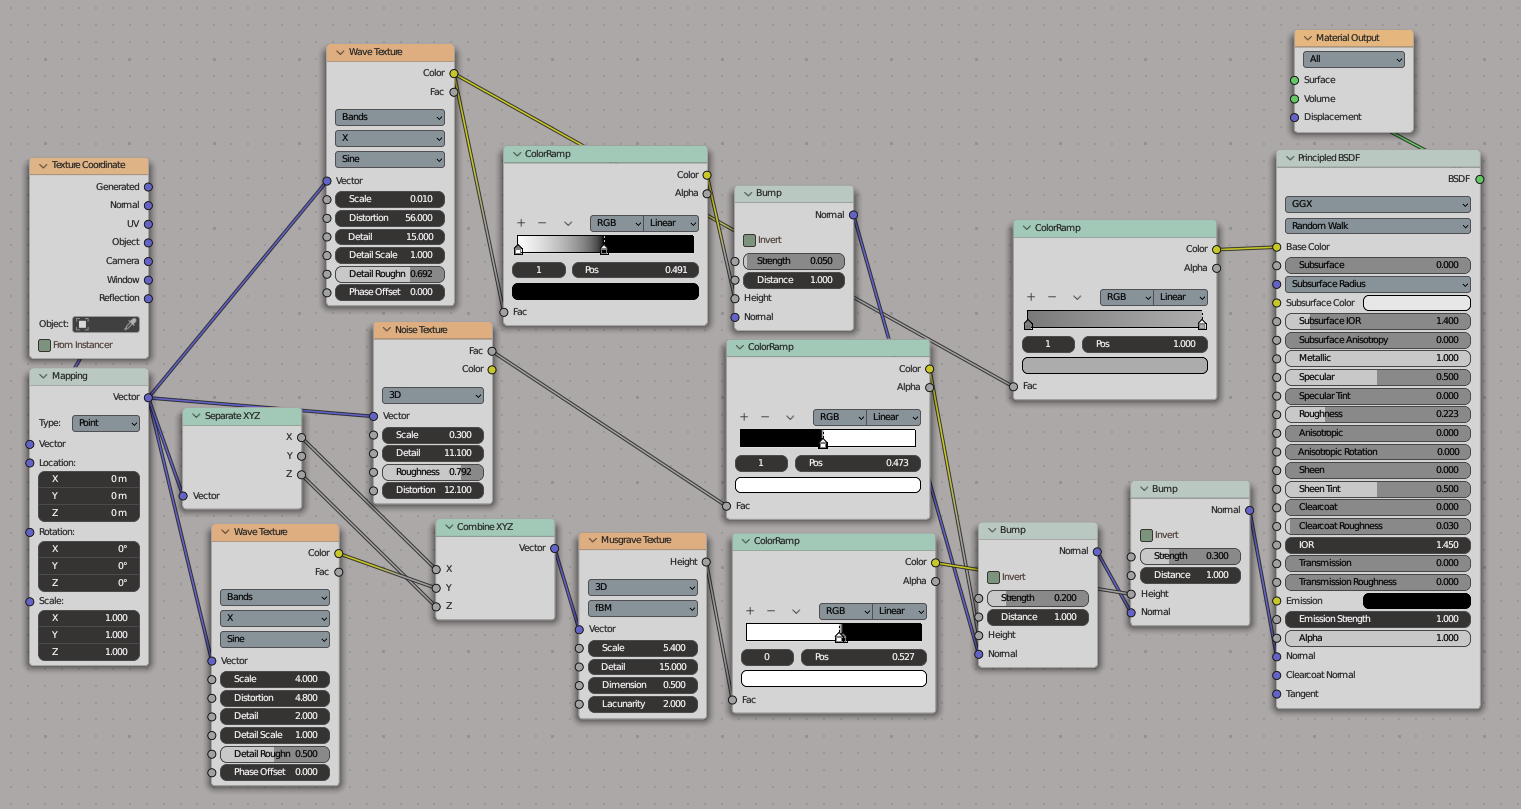 Texture Coordinate
Generated
Normal
UV
Object
Camera
Window
Reflection
Object:
From Instancer
Mapping
Vector
Type: Point
Vector
Location:
X 0 m
Y 0 m
Z 0 m
Rotation:
X 0°
Y 0°
Z 0°
Scale:
X 1.000
Y 1.000
Z 1.000
Wave Texture
Color
Fac
Bands
X
Sine
Vector
Scale 0.010
Distortion 56.000
Detail 15.000
Detail Scale 1.000
Detail Roughn 0.692
Phase Offset 0.000
Separate XYZ
X
Y
Z
Vector
Wave Texture
Color
Fac
Bands
X
Sine
Vector
Scale 4.000
Distortion 4.800
Detail 2.000
Detail Scale 1.000
Detail Roughn 0.500
Phase Offset 0.000
Noise Texture
Fac
Color
3D
Vector
Scale 0.300
Detail 11.100
Roughness 0.792
Distortion 12.100
Combine XYZ
Vector
X
Y
Z
ColorRamp
Color
Alpha
RGB Linear
1 Pos 0.491
Fac
Musgrave Texture
Height
3D
fBM
Vector
Scale 5.400
Detail 15.000
Dimension 0.500
Lacunarity 2.000
Bump
Normal
Invert
Strength 0.050
Distance 1.000
Height
Normal
ColorRamp
Color
Alpha
RGB Linear
1 Pos 0.473
Fac
ColorRamp
Color
Alpha
RGB Linear
0 Pos 0.527
Fac
ColorRamp
Color
Alpha
RGB Linear
1 Pos 1.000
Fac
Bump
Normal
Invert
Strength 0.200
Distance 1.000
Height
Normal
Bump
Normal
Invert
Strength 0.300
Distance 1.000
Height
Normal
Material Output
All
Surface
Volume
Displacement
Principled BSDF
BSDF
GGX
Random Walk
Base Color
Subsurface 0.000
Subsurface Radius
Subsurface Color
Subsurface IOR 1.400
Subsurface Anisotropy 0.000
Metallic 1.000
Specular 0.500
Specular Tint 0.000
Roughness 0.223
Anisotropic 0.000
Anisotropic Rotation 0.000
Sheen 0.000
Sheen Tint 0.500
Clearcoat 0.000
Clearcoat Roughness 0.030
IOR 1.450
Transmission 0.000
Transmission Roughness 0.000
Emission
Emission Strength 1.000
Alpha 1.000
Normal
Clearcoat Normal
Tangent